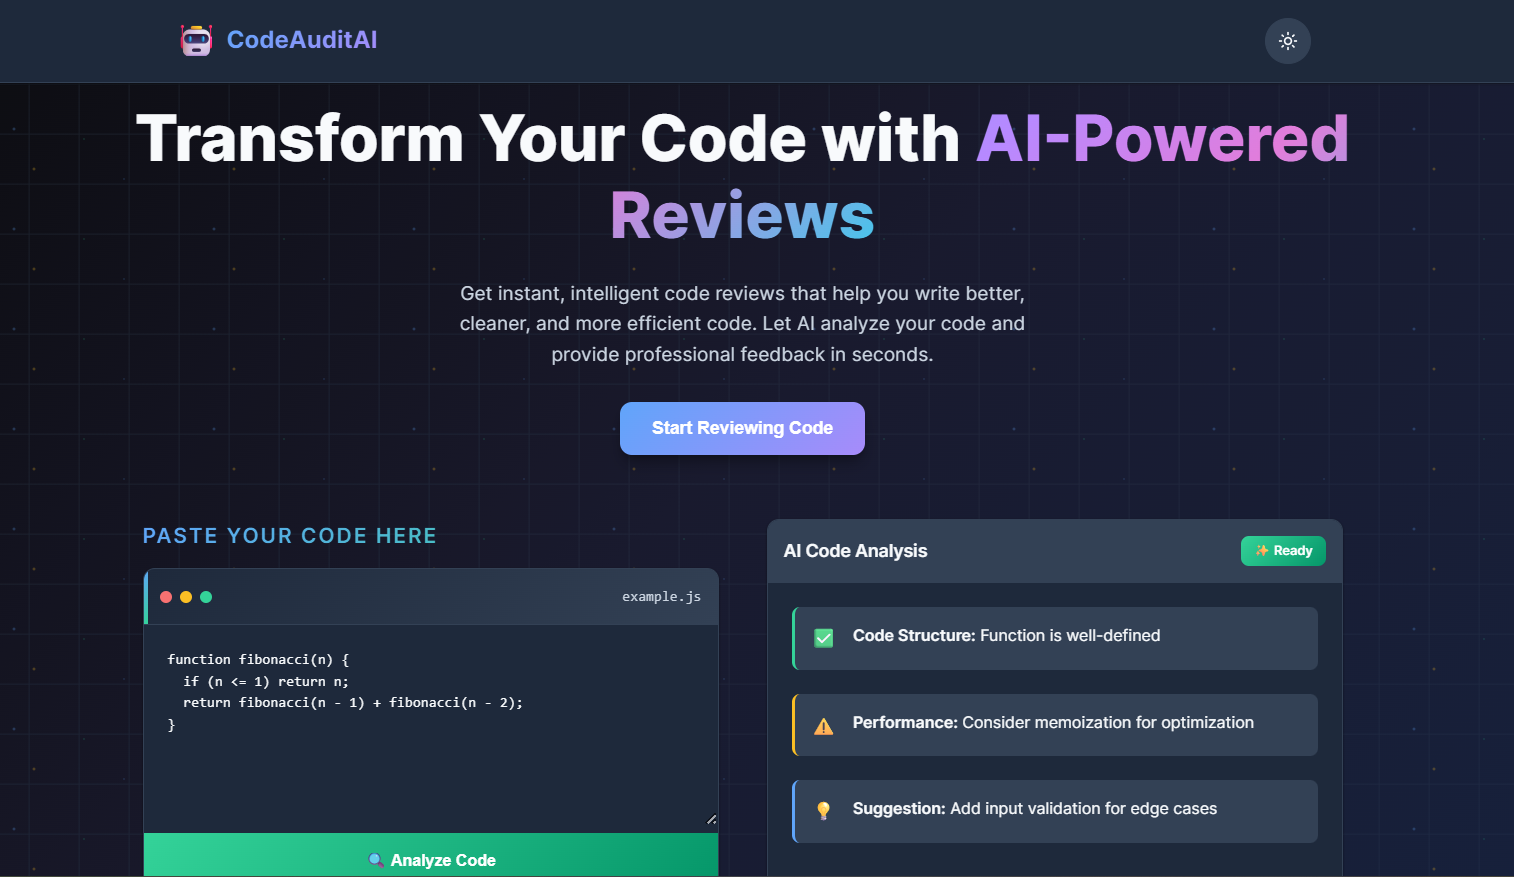 CodeAuditAI
Transform Your Code with AI-Powered
Reviews
Get instant, intelligent code reviews that help you write better,
cleaner, and more efficient code. Let AI analyze your code and
provide professional feedback in seconds.
Start Reviewing Code
PASTE YOUR CODE HERE
example.js
function fibonacci(n) {
  if (n <= 1) return n;
  return fibonacci(n - 1) + fibonacci(n - 2);
}
Analyze Code
AI Code Analysis
Ready
Code Structure: Function is well-defined
Performance: Consider memoization for optimization
Suggestion: Add input validation for edge cases